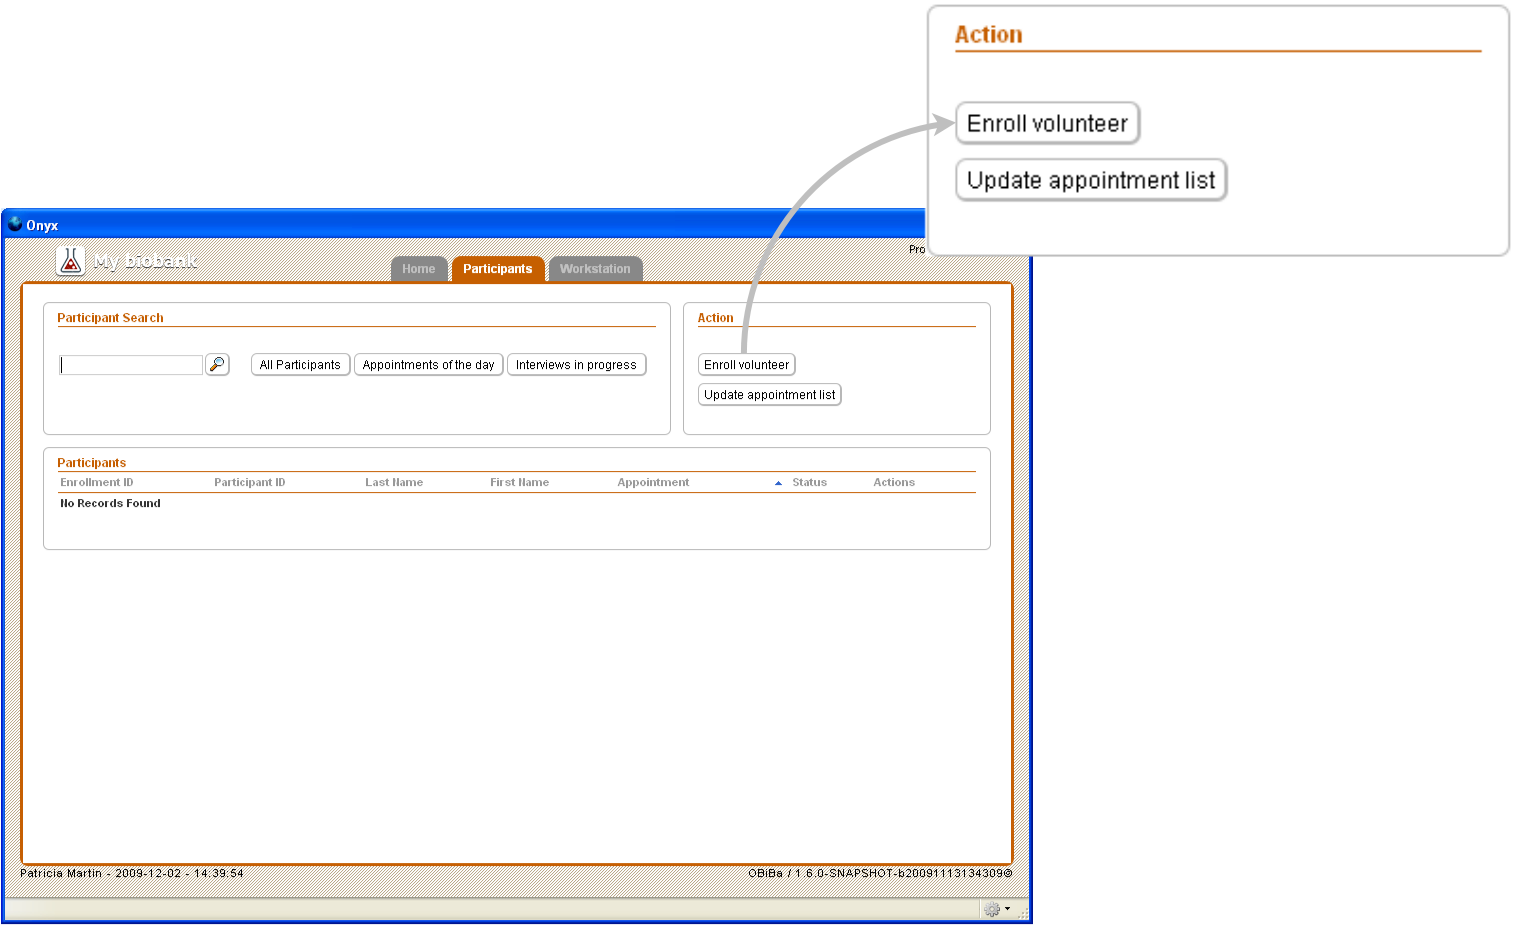 Action
Enroll volunteer
Update appointment list
Onyx
My biobank
Pro
Home Participants Workstation
Participant Search
Action
All Participants Appointments of the day Interviews in progress
Enroll volunteer
Update appointment list
Participants
Enrollment ID Participant ID Last Name First Name Appointment Status Actions
No Records Found
Patricia Martin - 2009-12-02 - 14:39:54
OBiBa / 1.6.0-SNAPSHOT-b20091113134309©